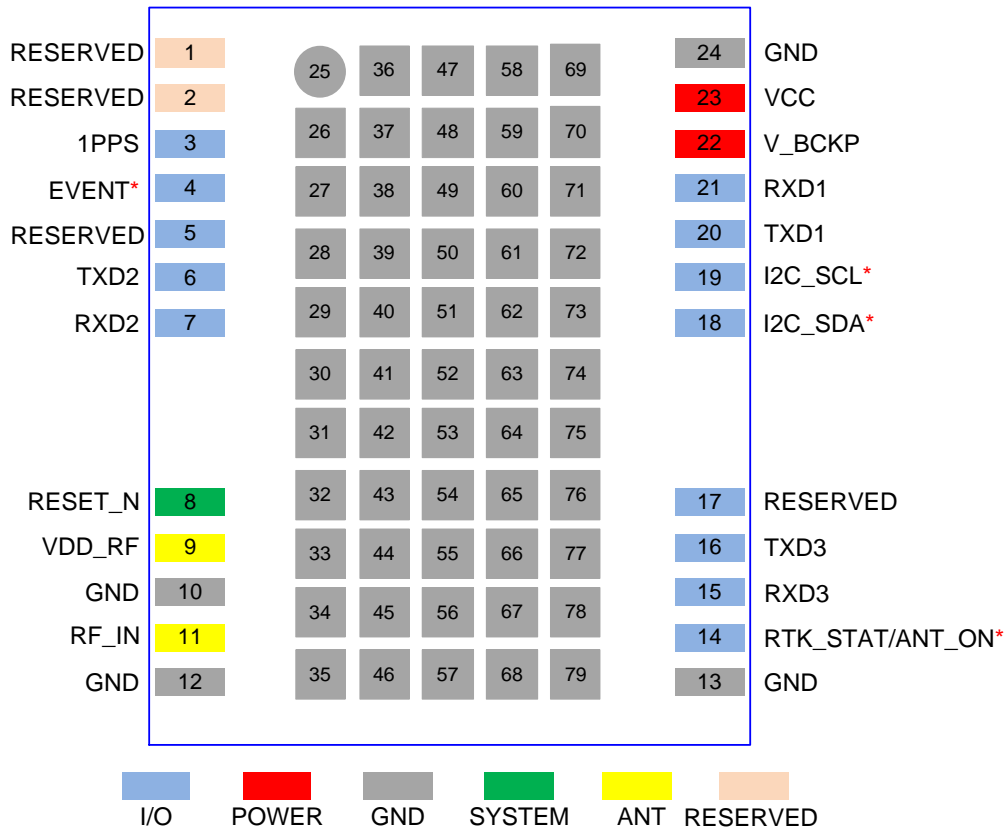 RESERVED 1 25 36 47 58 69 24 GND
RESERVED 2 26 37 48 59 70 23 VCC
1PPS 3 22 V_BCKP
EVENT* 4 27 38 49 60 71 21 RXD1
RESERVED 5 28 39 50 61 72 20 TXD1
TXD2 6 19 I2C_SCL*
RXD2 7 29 40 51 62 73 18 I2C_SDA*
30 41 52 63 74
31 42 53 64 75
RESET_N 8 32 43 54 65 76 17 RESERVED
VDD_RF 9 33 44 55 66 77 16 TXD3
GND 10 15 RXD3
34 45 56 67 78
RF_IN 11 14 RTK_STAT/ANT_ON*
GND 12 35 46 57 68 79 13 GND
I/O POWER GND SYSTEM ANT RESERVED